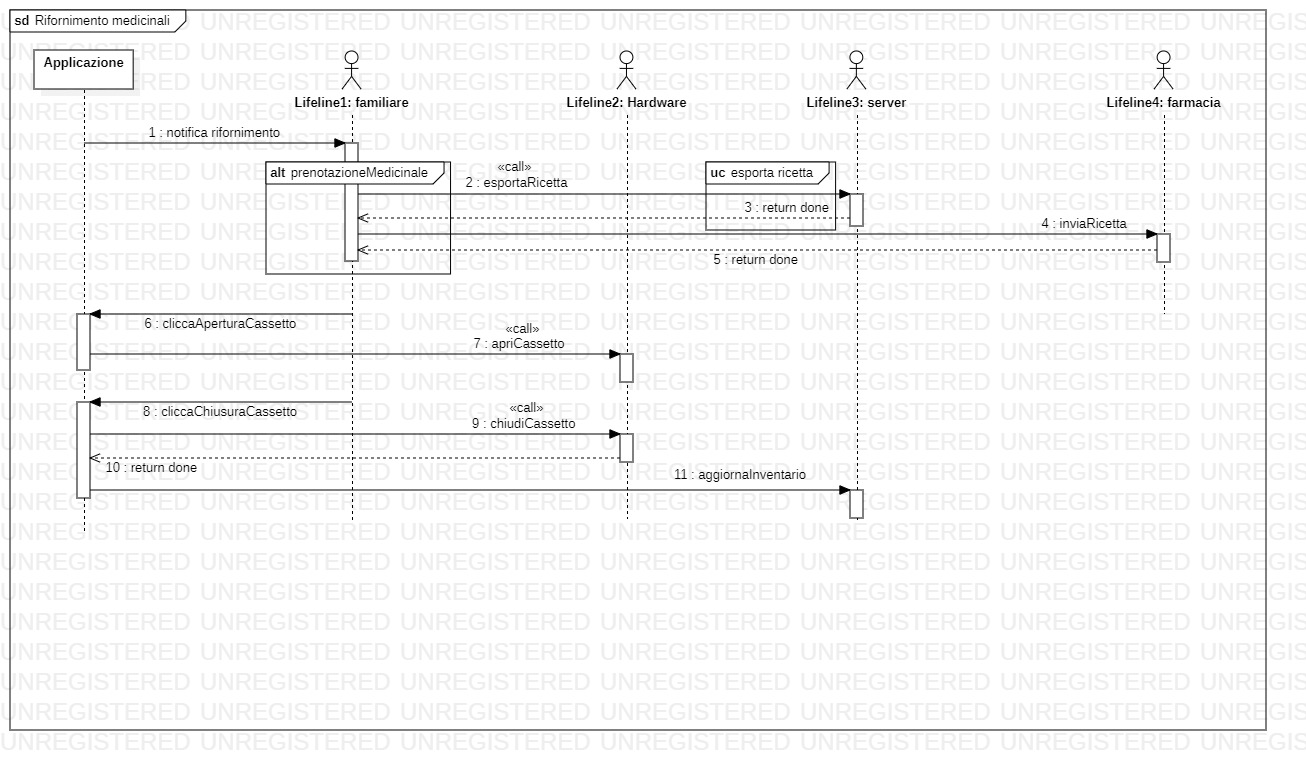 sd Rifornimento medicinali
Applicazione
Lifeline1: familiare
Lifeline2: Hardware
Lifeline3: server
Lifeline4: farmacia
1 : notifica rifornimento
alt prenotazioneMedicinale
«call»
2 : esportaRicetta
uc esporta ricetta
3 : return done
4 : inviaRicetta
5 : return done
6 : cliccaAperturaCassetto
«call»
7 : apriCassetto
8 : cliccaChiusuraCassetto
«call»
9 : chiudiCassetto
10 : return done
11 : aggiornaInventario
UNREGISTERED UNREGISTERED UNREGISTERED UNREGISTERED UNREGISTERED UNREGISTERED